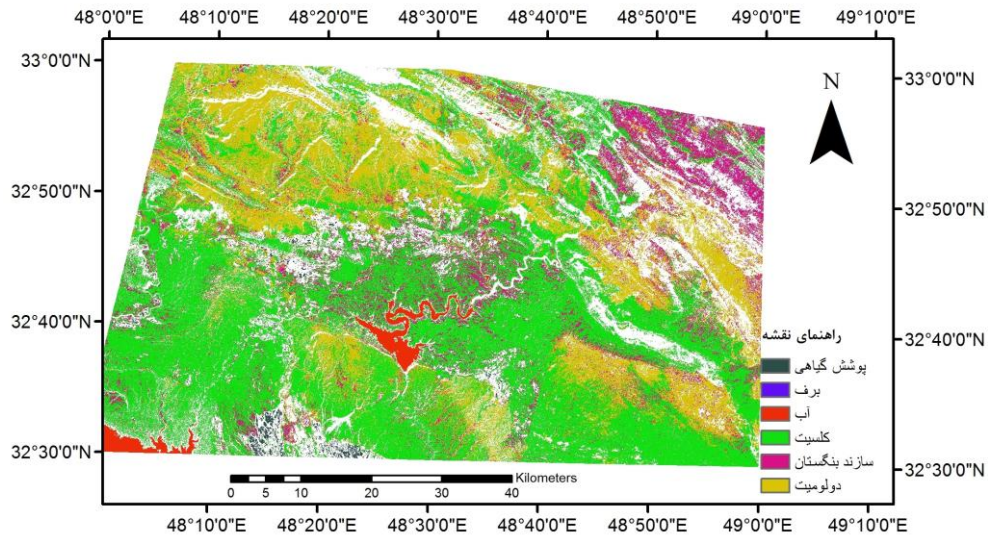 48°0'0"E 48°10'0"E 48°20'0"E 48°30'0"E 48°40'0"E 48°50'0"E 49°0'0"E 49°10'0"E
33°0'0"N 33°0'0"N
N
32°50'0"N 32°50'0"N
32°40'0"N 32°40'0"N
راهنمای نقشه
پوشش گیاهی
برف
آب
کلسیت
سازند بنگستان
دولومیت
32°30'0"N 32°30'0"N
Kilometers
0 5 10 20 30 40
48°10'0"E 48°20'0"E 48°30'0"E 48°40'0"E 48°50'0"E 49°0'0"E 49°10'0"E